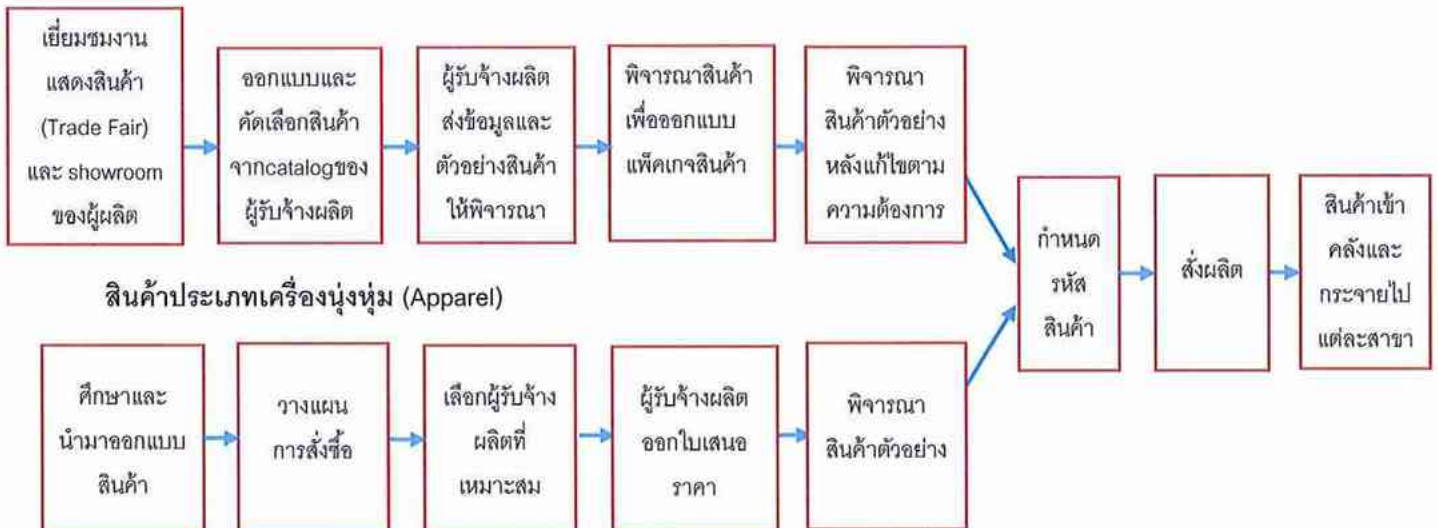 เยี่ยมชมงาน
แสดงสินค้า
(Trade Fair)
และ showroom
ของผู้ผลิต
ออกแบบและ
คัดเลือกสินค้า
จากcatalogของ
ผู้รับจ้างผลิต
ผู้รับจ้างผลิต
ส่งข้อมูลและ
ตัวอย่างสินค้า
ให้พิจารณา
พิจารณาสินค้า
เพื่อออกแบบ
แพ็คเกจสินค้า
พิจารณา
สินค้าตัวอย่าง
หลังแก้ไขตาม
ความต้องการ
กำหนด
รหัส
สินค้า
สั่งผลิต
สินค้าเข้า
คลังและ
กระจายไป
แต่ละสาขา
สินค้าประเภทเครื่องนุ่งหุ่ม (Apparel)
ศึกษาและ
นำมาออกแบบ
สินค้า
วางแผน
การสั่งซื้อ
เลือกผู้รับจ้าง
ผลิตที่
เหมาะสม
ผู้รับจ้างผลิต
ออกใบเสนอ
ราคา
พิจารณา
สินค้าตัวอย่าง